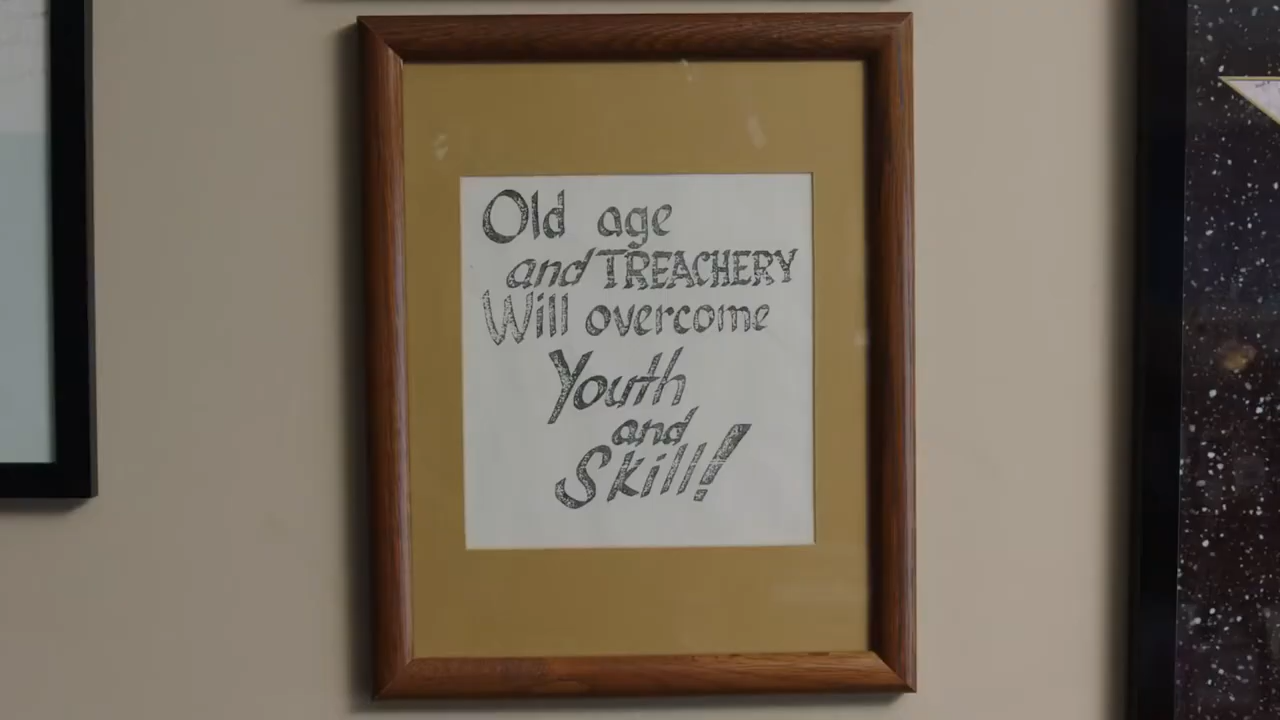 Old age
and TREACHERY
Will overcome
Youth
and
Skill!